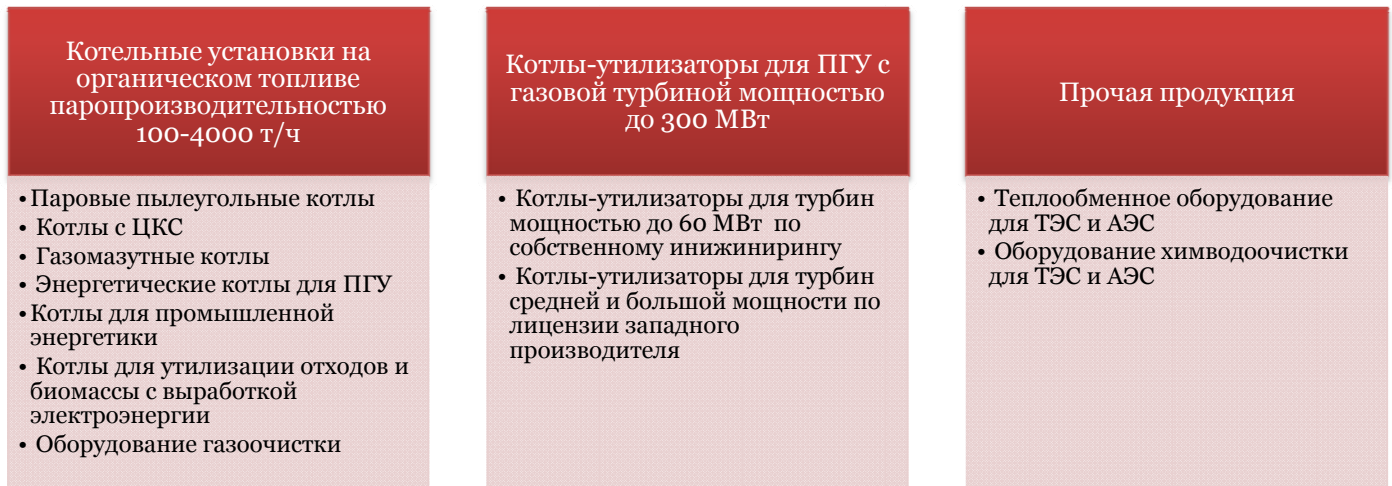 Котельные установки на
органическом топливе
паропроизводительностью
100-4000 т/ч
• Паровые пылеугольные котлы
• Котлы с ЦКС
• Газомазутные котлы
• Энергетические котлы для ПГУ
• Котлы для промышленной
энергетики
• Котлы для утилизации отходов и
биомассы с выработкой
электроэнергии
• Оборудование газоочистки
Котлы-утилизаторы для ПГУ с
газовой турбиной мощностью
до 300 МВт
• Котлы-утилизаторы для турбин
мощностью до 60 МВт по
собственному инижинирингу
• Котлы-утилизаторы для турбин
средней и большой мощности по
лицензии западного
производителя
Прочая продукция
• Теплообменное оборудование
для ТЭС и АЭС
• Оборудование химводоочистки
для ТЭС и АЭС